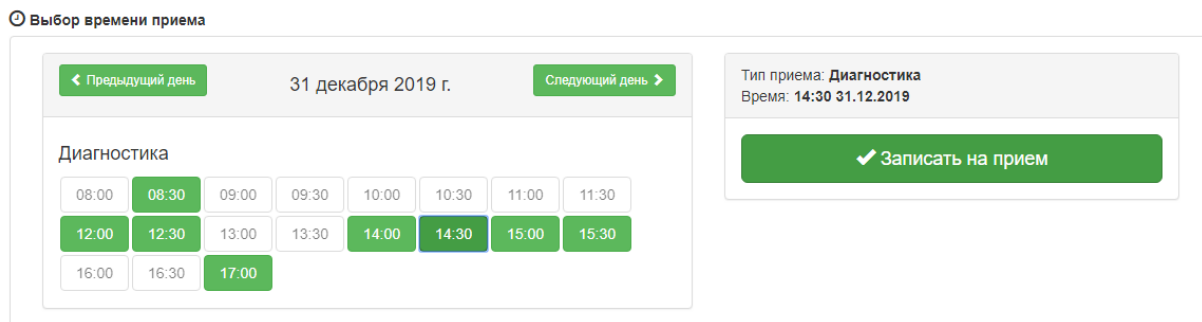 Выбор времени приема
Предыдущий день
31 декабря 2019 г.
Следующий день
Диагностика
08:00 08:30 09:00 09:30 10:00 10:30 11:00 11:30
12:00 12:30 13:00 13:30 14:00 14:30 15:00 15:30
16:00 16:30 17:00
Тип приема: Диагностика
Время: 14:30 31.12.2019
Записать на прием